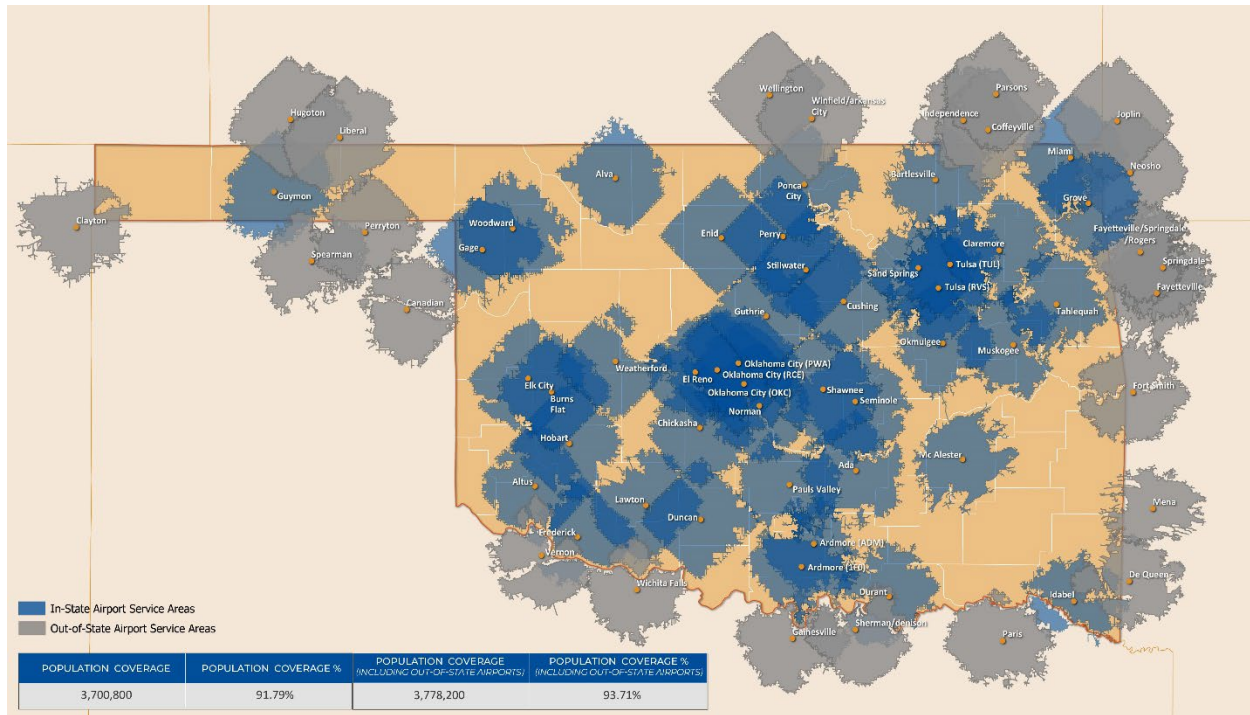 Wellington
Parsons
Winfield/arkansas
City
Hugoton
Independence
Joplin
Liberal
Coffeyville
Miami
Neosho
Alva
Bartlesville
Ponca
City
Guymon
Grove
Clayton
Perryton
Woodward
Enid
Perry
Fayetteville/Springdale
/Rogers
Gage
Claremore
Spearman
Stillwater
Sand Springs
Tulsa (TUL)
Springdale
Tulsa (RVS)
Fayetteville
Canadian
Cushing
Tahlequah
Guthrie
Okmulgee
Muskogee
Weatherford
Oklahoma City (PWA)
El Reno
Oklahoma City (RCE)
Elk City
Oklahoma City (OKC)
Shawnee
Fort Smith
Burns
Flat
Norman
Seminole
Chickasha
Hobart
Mc Alester
Ada
Altus
Pauls Valley
Lawton
Duncan
Mena
Frederick
Ardmore (ADM)
Vernon
Ardmore (1F0)
Wichita Falls
De Queen
Durant
Idabel
Gainesville
Sherman/denison
Paris
In-State Airport Service Areas
Out-of-State Airport Service Areas
POPULATION COVERAGE
POPULATION COVERAGE %
POPULATION COVERAGE
(INCLUDING OUT-OF-STATE AIRPORTS)
POPULATION COVERAGE %
(INCLUDING OUT-OF-STATE AIRPORTS)
3,700,800
91.79%
3,778,200
93.71%